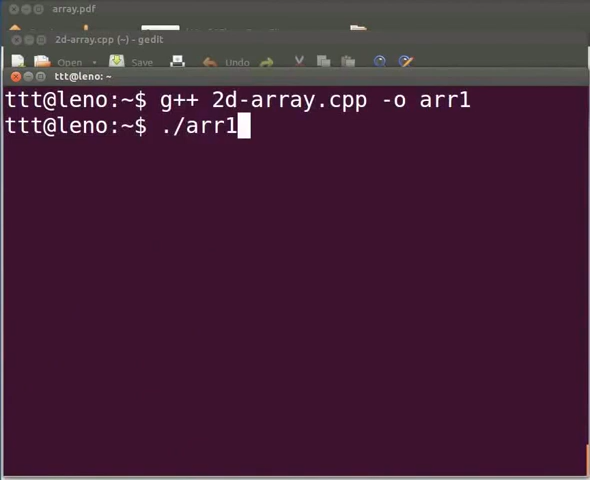 array.pdf
2d-array.cpp (~) - gedit
Open Save Undo
ttt@leno: ~
ttt@leno:~$ g++ 2d-array.cpp -o arr1
ttt@leno:~$ ./arr1